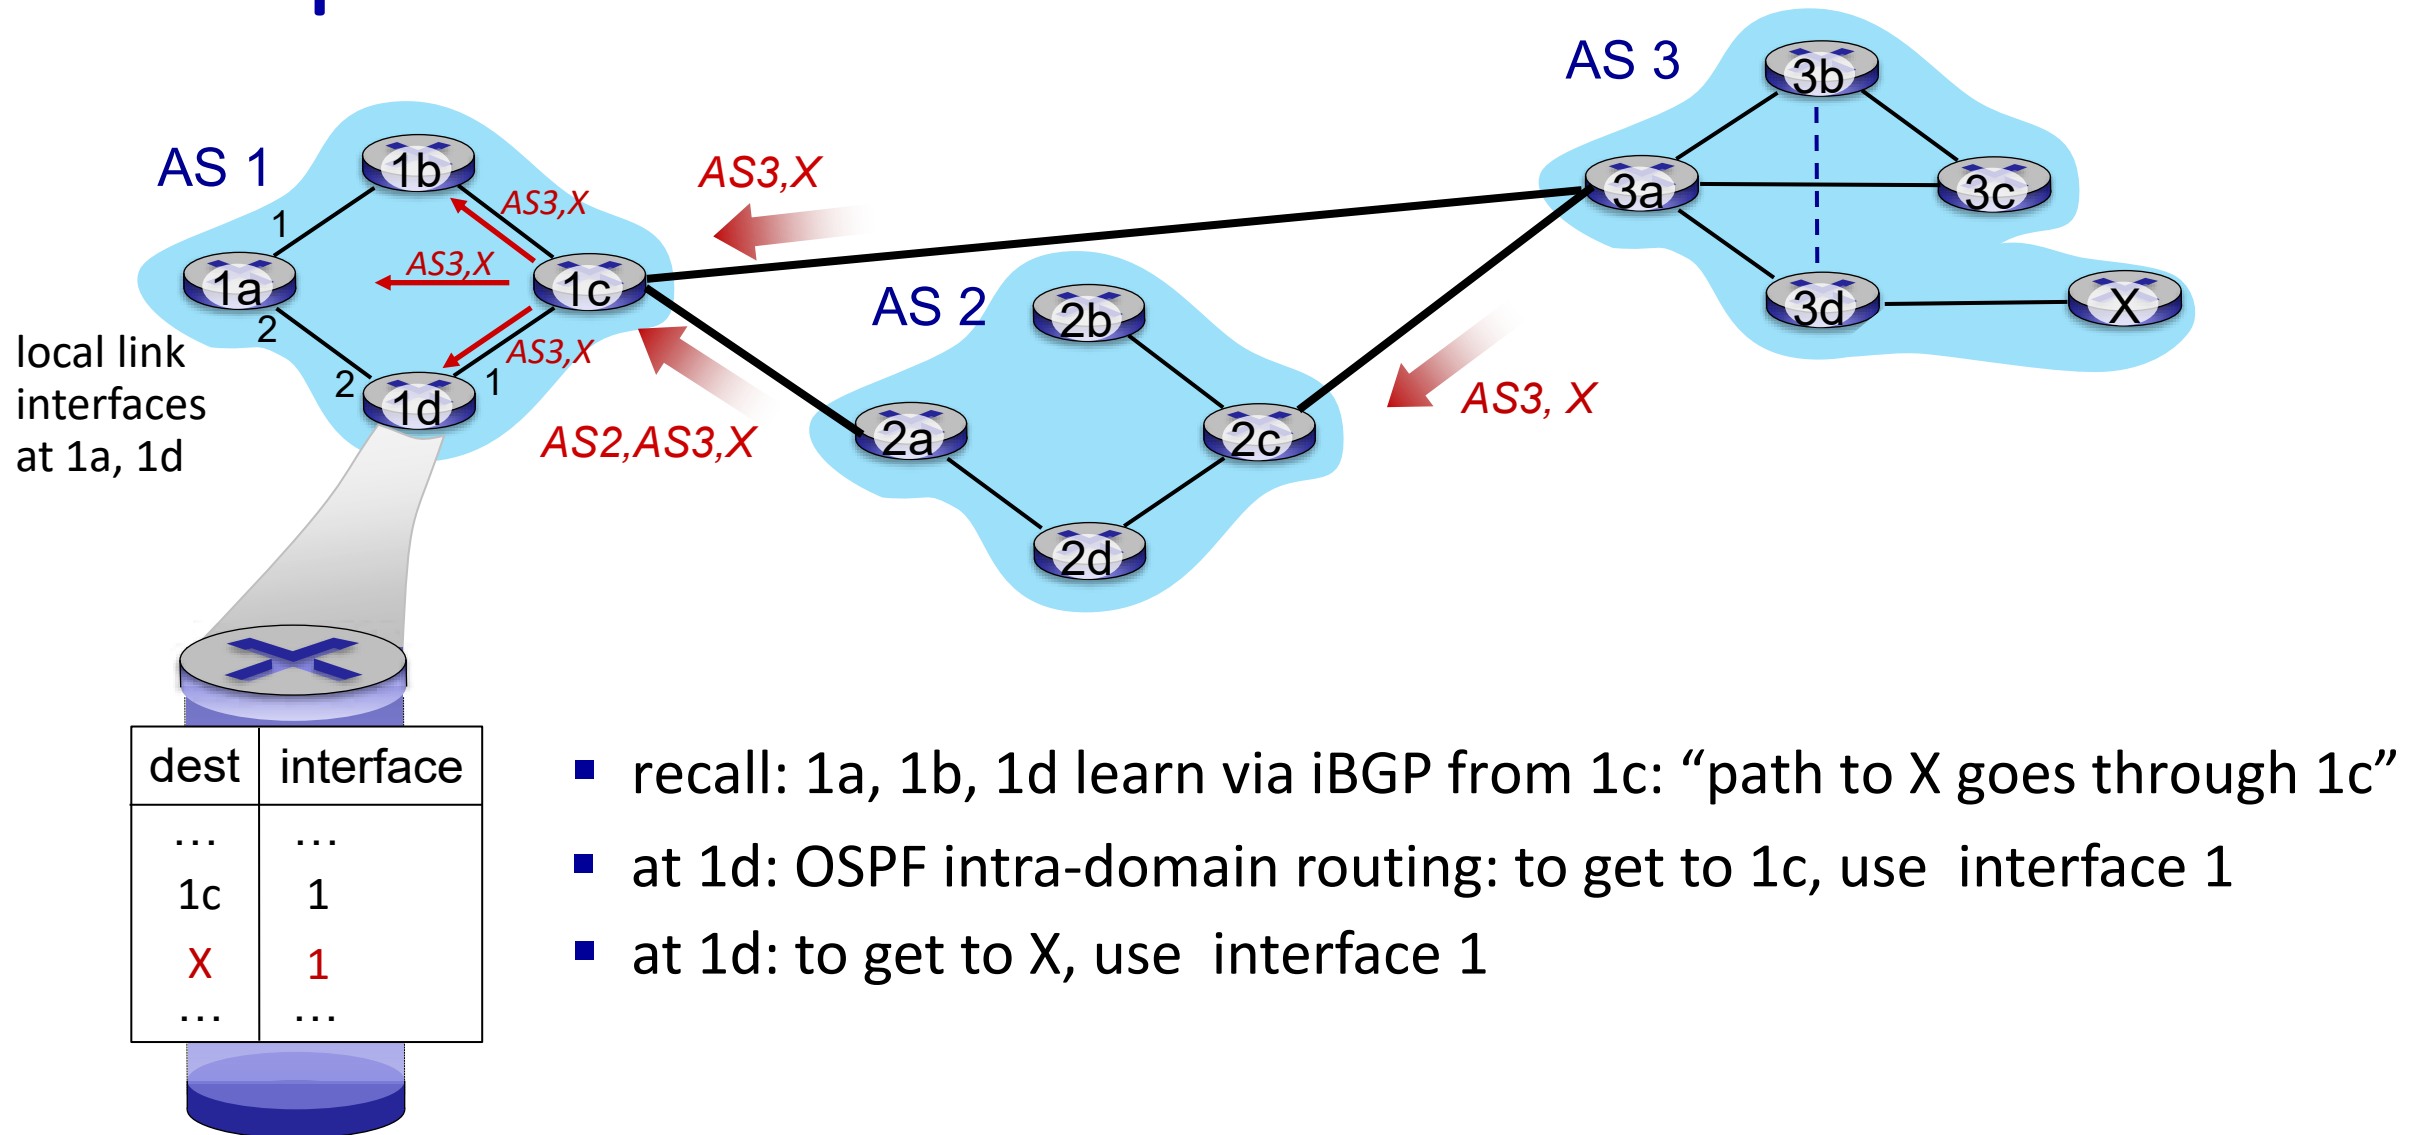 AS 3
3b
AS 1
1b
AS3,X
AS3,X
3a
3c
1
AS3,X
1a
1c
AS 2
2b
3d
X
2
local link
interfaces
at 1a, 1d
AS3,X
2
1
1d
AS3, X
AS2,AS3,X
2a
2c
2d
dest interface
... ...
1c 1
X 1
... ...
▪ recall: 1a, 1b, 1d learn via iBGP from 1c: “path to X goes through 1c”
▪ at 1d: OSPF intra-domain routing: to get to 1c, use interface 1
▪ at 1d: to get to X, use interface 1